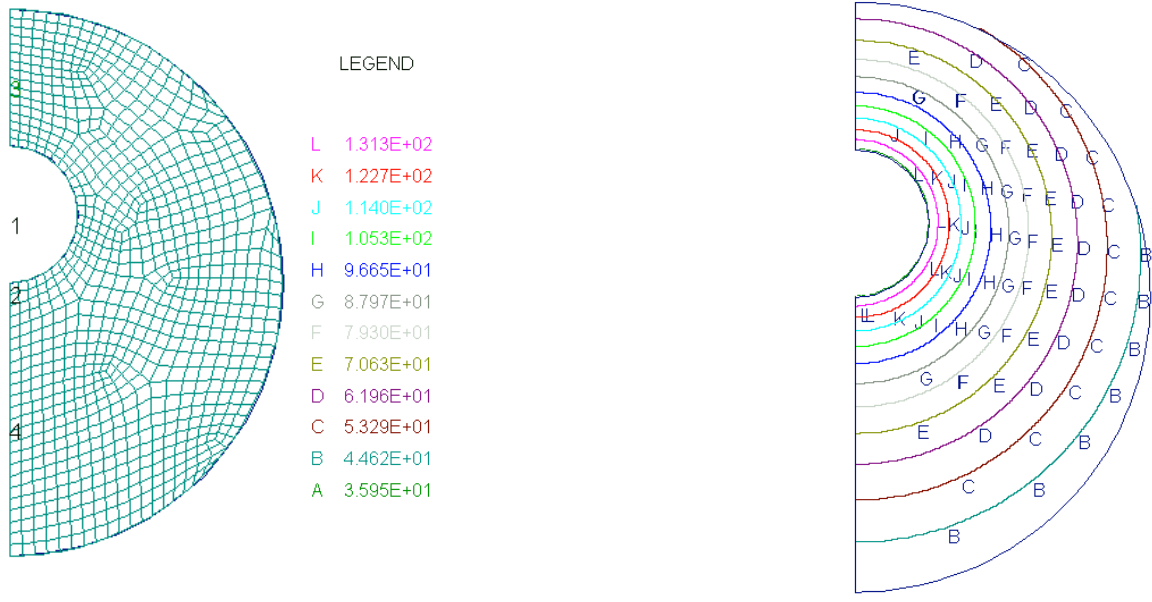 LEGEND
L 1.313E+02
K 1.227E+02
J 1.140E+02
I 1.053E+02
H 9.665E+01
G 8.797E+01
F 7.930E+01
E 7.063E+01
D 6.196E+01
C 5.329E+01
B 4.462E+01
A 3.595E+01
3
1
2
4
E D C
G F E D C
J I H G F E D C
L K J I H G F E D C
L K J H G F E D C B
L K J I H G F E D C B
L L K J I H G F E D C B
G F E D C B
E D C B
C B
B